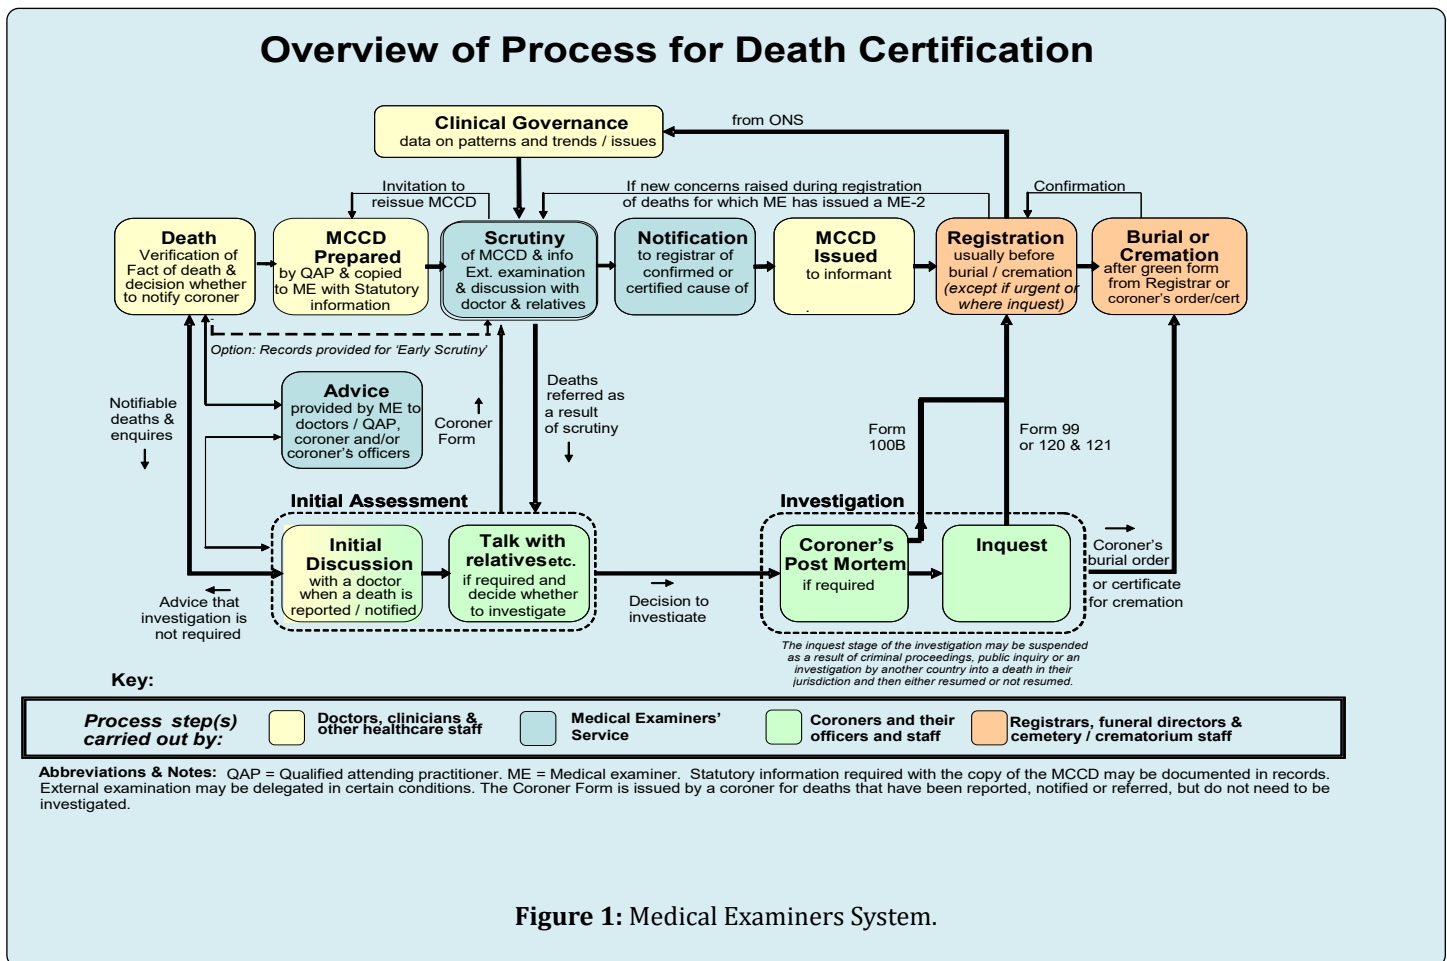 Overview of Process for Death Certification
Clinical Governance
data on patterns and trends / issues
from ONS
Invitation to
reissue MCCD
If new concerns raised during registration
of deaths for which ME has issued a ME-2
Confirmation
Death
Verification of
Fact of death &
decision whether
to notify coroner
MCCD
Prepared
by QAP & copied
to ME with Statutory
information
Scrutiny
of MCCD & info
Ext. examination
& discussion with
doctor & relatives
Notification
to registrar of
confirmed or
certified cause of
MCCD
Issued
to informant
.
Registration
usually before
burial / cremation
(except if urgent or
where inquest)
Burial or
Cremation
after green form
from Registrar or
coroner's order/cert
Option: Records provided for 'Early Scrutiny'
Notifiable
deaths &
enquires
Advice
provided by ME to
doctors / QAP,
coroner and/or
coroner's officers
Coroner
Form
Deaths
referred as
a result
of scrutiny
Form
100B
Form 99
or 120 & 121
Initial Assessment
Initial
Discussion
with a doctor
when a death is
reported / notified
Talk with
relatives etc.
if required and
decide whether
to investigate
Advice that
investigation is
not required
Decision to
investigate
Investigation
Coroner's
Post Mortem
if required
Inquest
Coroner's
burial order
or certificate
for cremation
The inquest stage of the investigation may be suspended
as a result of criminal proceedings, public inquiry or an
investigation by another country into a death in their
jurisdiction and then either resumed or not resumed.
Key:
Process step(s)
carried out by:
Doctors, clinicians &
other healthcare staff
Medical Examiners'
Service
Coroners and their
officers and staff
Registrars, funeral directors &
cemetery / crematorium staff
Abbreviations & Notes: QAP = Qualified attending practitioner. ME = Medical examiner. Statutory information required with the copy of the MCCD may be documented in records.
External examination may be delegated in certain conditions. The Coroner Form is issued by a coroner for deaths that have been reported, notified or referred, but do not need to be
investigated.
Figure 1: Medical Examiners System.